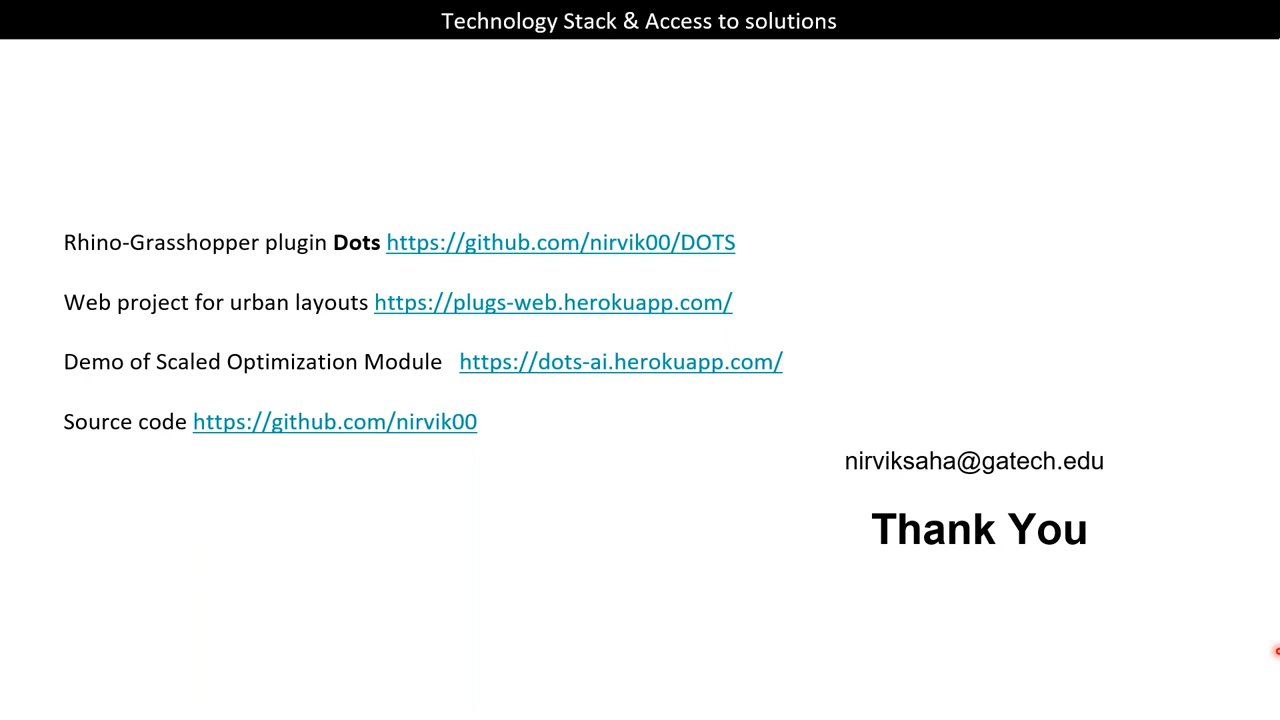 Technology Stack & Access to solutions
Rhino-Grasshopper plugin Dots https://github.com/nirvik00/DOTS
Web project for urban layouts https://plugs-web.herokuapp.com/
Demo of Scaled Optimization Module https://dots-ai.herokuapp.com/
Source code https://github.com/nirvik00
nirviksaha@gatech.edu
Thank You